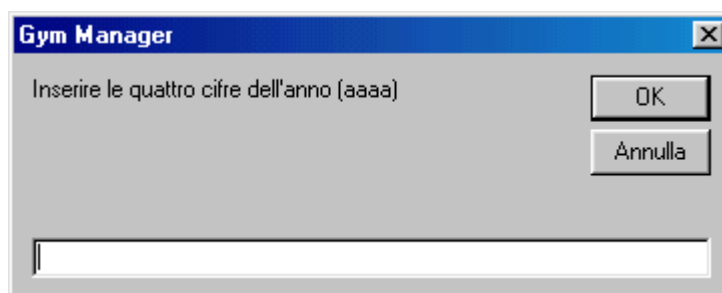 Gym Manager
Inserire le quattro cifre dell'anno (aaaa)
OK
Annulla